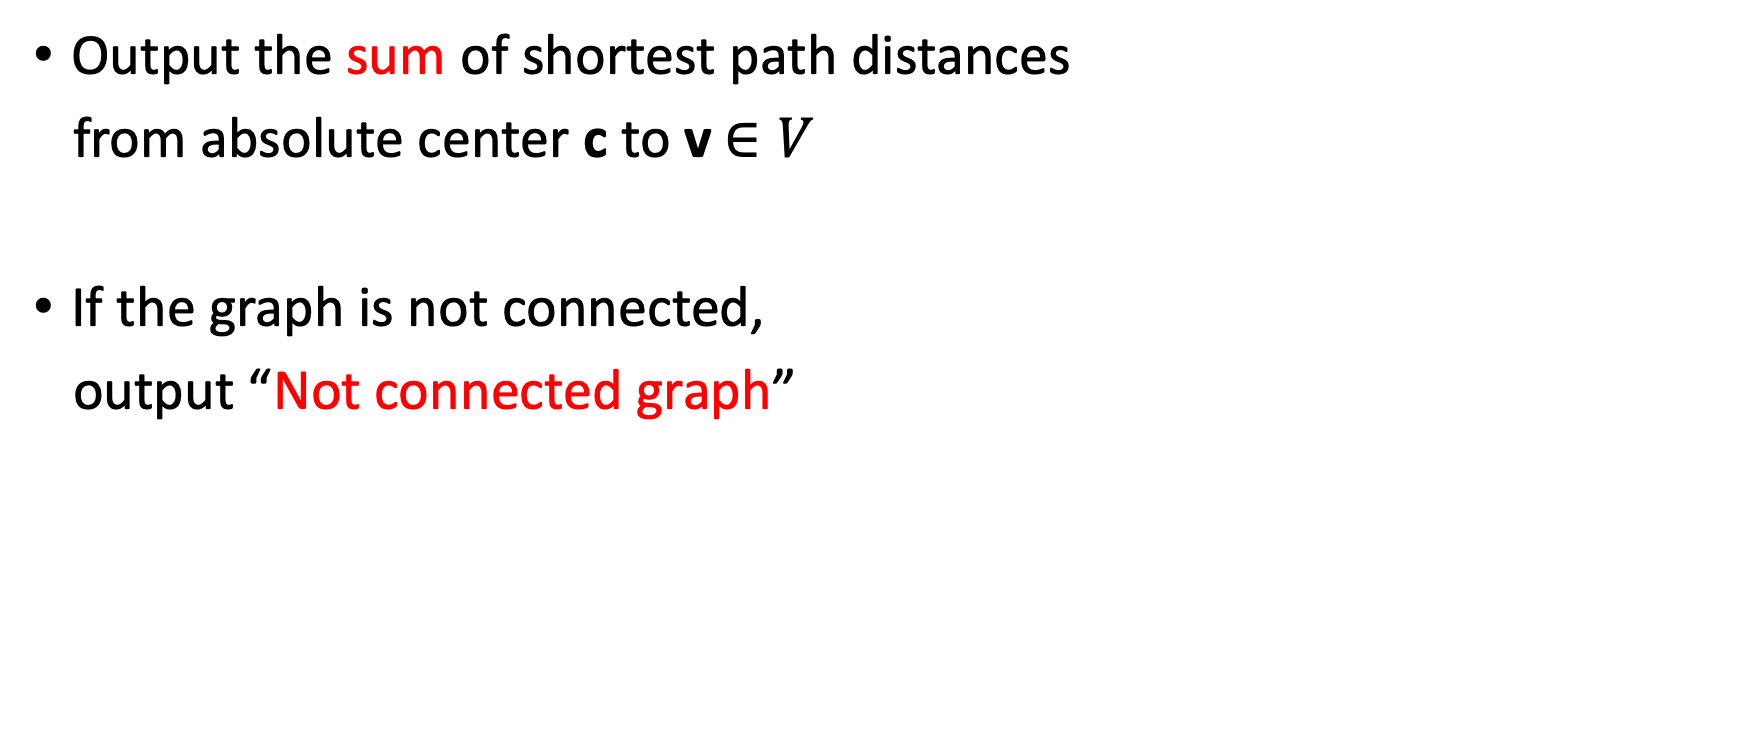 • Output the sum of shortest path distances
from absolute center c to v ∈ V
• If the graph is not connected,
output “Not connected graph”